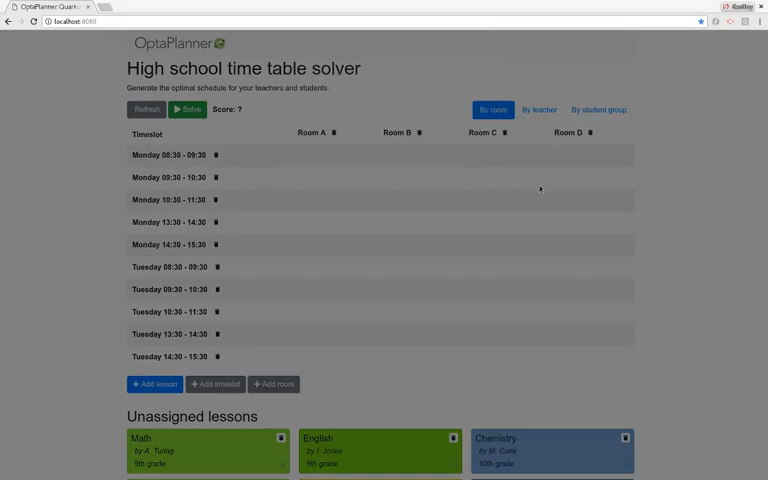 OptaPlanner Quarku
localhost:8080
OptaPlanner
High school time table solver
Generate the optimal schedule for your teachers and students.
Refresh Solve Score: ? By room By teacher By student group
Timeslot Room A Room B Room C Room D
Monday 08:30 - 09:30
Monday 09:30 - 10:30
Monday 10:30 - 11:30
Monday 13:30 - 14:30
Monday 14:30 - 15:30
Tuesday 08:30 - 09:30
Tuesday 09:30 - 10:30
Tuesday 10:30 - 11:30
Tuesday 13:30 - 14:30
Tuesday 14:30 - 15:30
+ Add lesson + Add timeslot + Add room
Unassigned lessons
Math English Chemistry
by A. Turing by I. Jones by M. Curie
9th grade 9th grade 10th grade